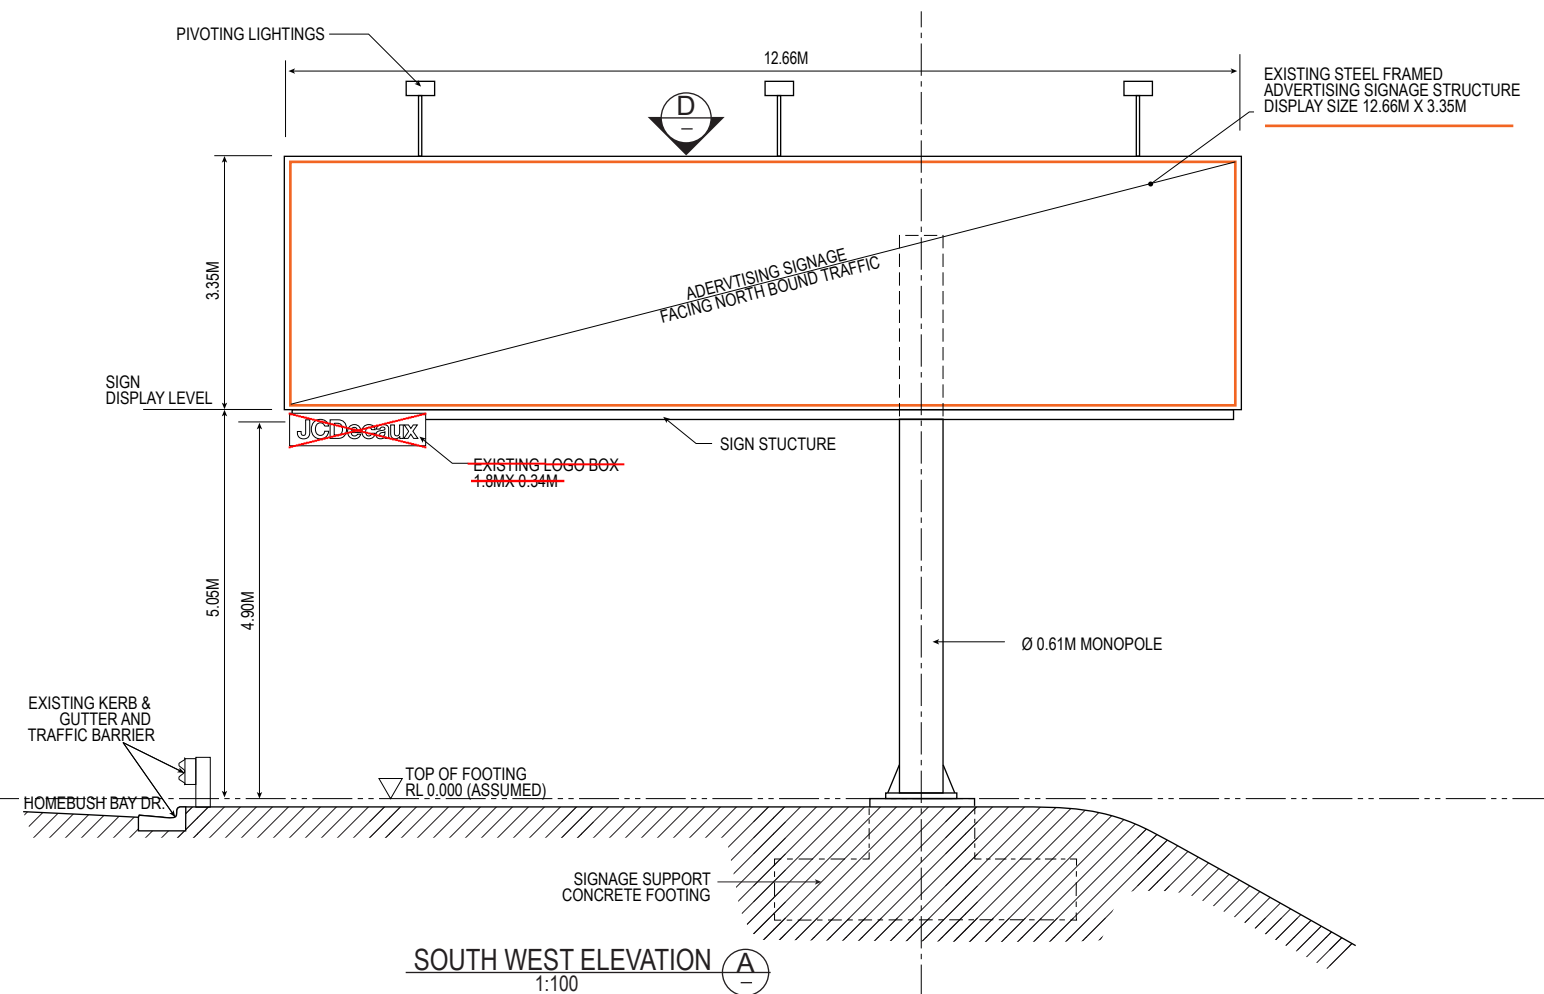 PIVOTING LIGHTINGS
12.66M
EXISTING STEEL FRAMED
ADVERTISING SIGNAGE STRUCTURE
DISPLAY SIZE 12.66M X 3.35M
D
–
3.35M
ADERVTISING SIGNAGE
FACING NORTH BOUND TRAFFIC
SIGN
DISPLAY LEVEL
JCDecaux
SIGN STUCTURE
EXISTING LOGO BOX
1.8MX 0.34M
5.05M
4.90M
Ø 0.61M MONOPOLE
EXISTING KERB &
GUTTER AND
TRAFFIC BARRIER
TOP OF FOOTING
RL 0.000 (ASSUMED)
HOMEBUSH BAY DR.
SIGNAGE SUPPORT
CONCRETE FOOTING
SOUTH WEST ELEVATION
A
–
1:100